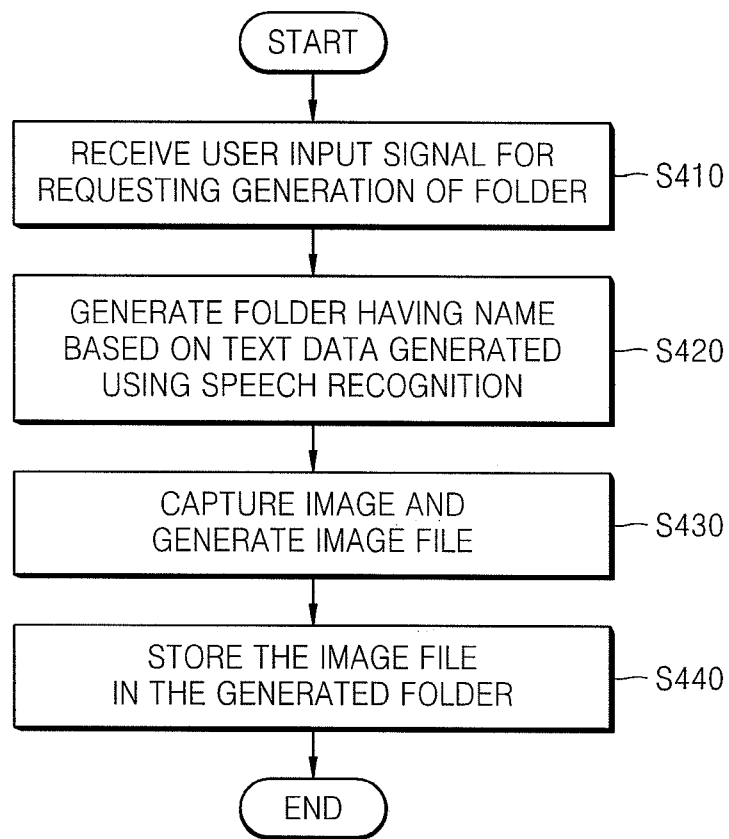 START
RECEIVE USER INPUT SIGNAL FOR
REQUESTING GENERATION OF FOLDER
S410
GENERATE FOLDER HAVING NAME
BASED ON TEXT DATA GENERATED
USING SPEECH RECOGNITION
S420
CAPTURE IMAGE AND
GENERATE IMAGE FILE
S430
STORE THE IMAGE FILE
IN THE GENERATED FOLDER
S440
END